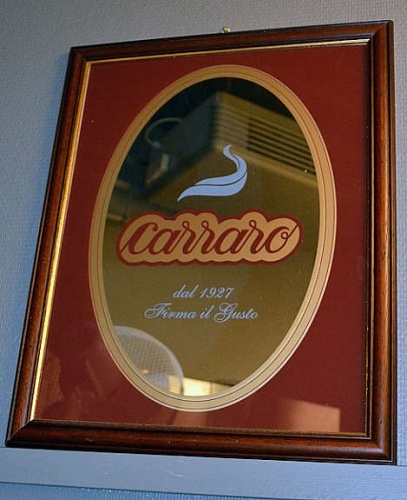 carraro
dal 1927
Firma il Gusto